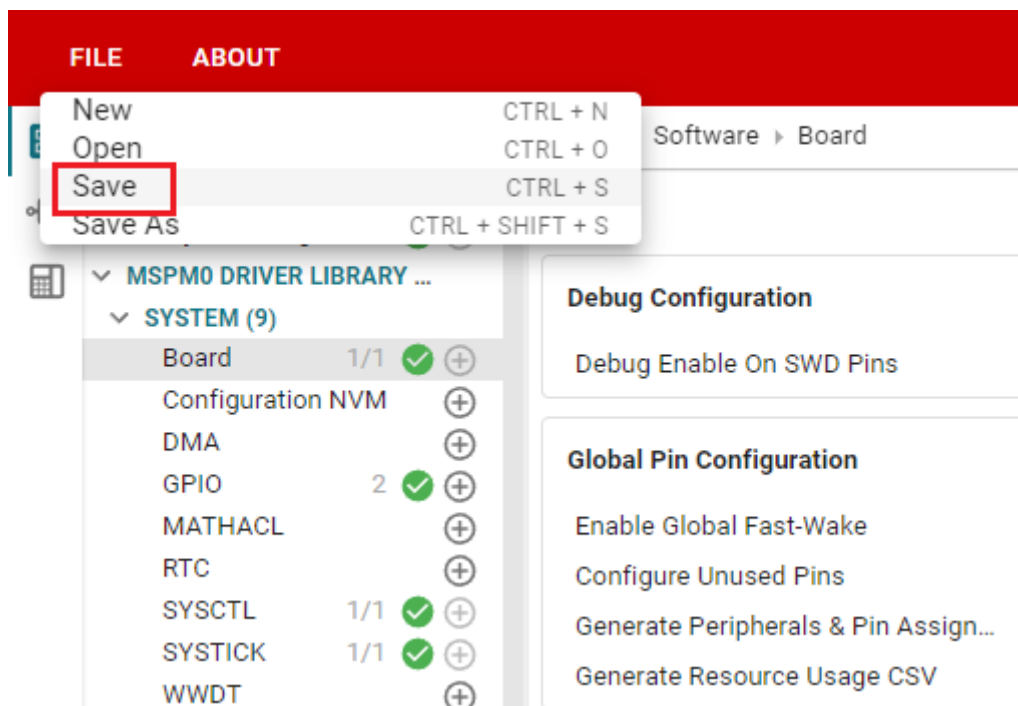 FILE ABOUT
New CTRL + N
Software Board
Open CTRL + O
Save CTRL + S
Save As CTRL + SHIFT + S
MSPM0 DRIVER LIBRARY ...
SYSTEM (9)
Board 1/1
Configuration NVM
DMA
GPIO 2
MATHACL
RTC
SYSCTL 1/1
SYSTICK 1/1
WWDT
Debug Configuration
Debug Enable On SWD Pins
Global Pin Configuration
Enable Global Fast-Wake
Configure Unused Pins
Generate Peripherals & Pin Assign...
Generate Resource Usage CSV